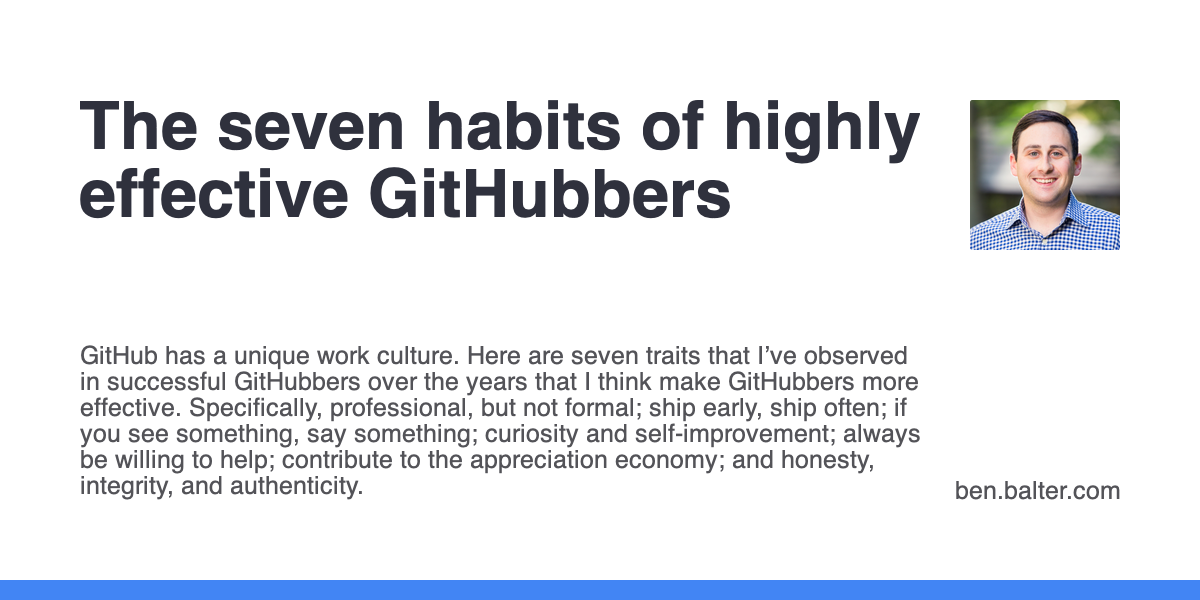 The seven habits of highly
effective GitHubbers
GitHub has a unique work culture. Here are seven traits that I’ve observed
in successful GitHubbers over the years that I think make GitHubbers more
effective. Specifically, professional, but not formal; ship early, ship often; if
you see something, say something; curiosity and self-improvement; always
be willing to help; contribute to the appreciation economy; and honesty,
integrity, and authenticity.
ben.balter.com